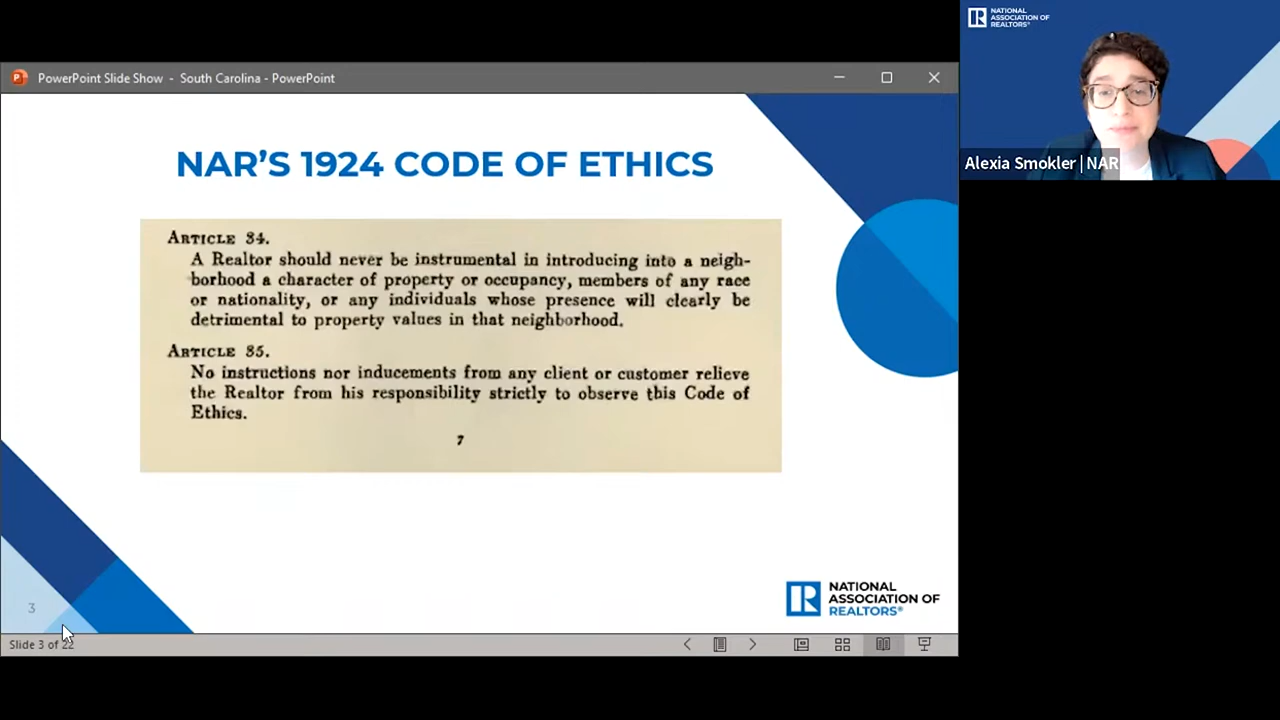 PowerPoint Slide Show - South Carolina - PowerPoint
NAR'S 1924 CODE OF ETHICS
ARTICLE 34.
A Realtor should never be instrumental in introducing into a neigh-
borhood a character of property or occupancy, members of any race
or nationality, or any individuals whose presence will clearly be
detrimental to property values in that neighborhood.
ARTICLE 35.
No instructions nor inducements from any client or customer relieve
the Realtor from his responsibility strictly to observe this Code of
Ethics.
7
NATIONAL
ASSOCIATION OF
REALTORS®
3
Slide 3 of 22
NATIONAL
ASSOCIATION OF
REALTORS®
Alexia Smokler | NAR